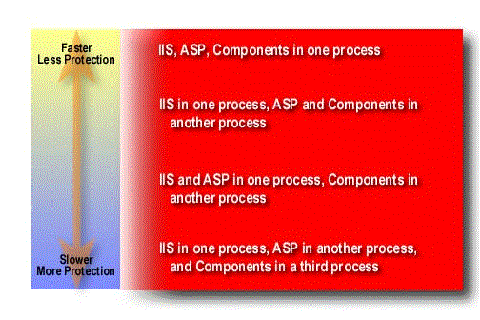 Faster
Less Protection
IIS, ASP, Components in one process
IIS in one process, ASP and Components in
another process
IIS and ASP in one process, Components in
another process
IIS in one process, ASP in another process,
and Components in a third process
Slower
More Protection